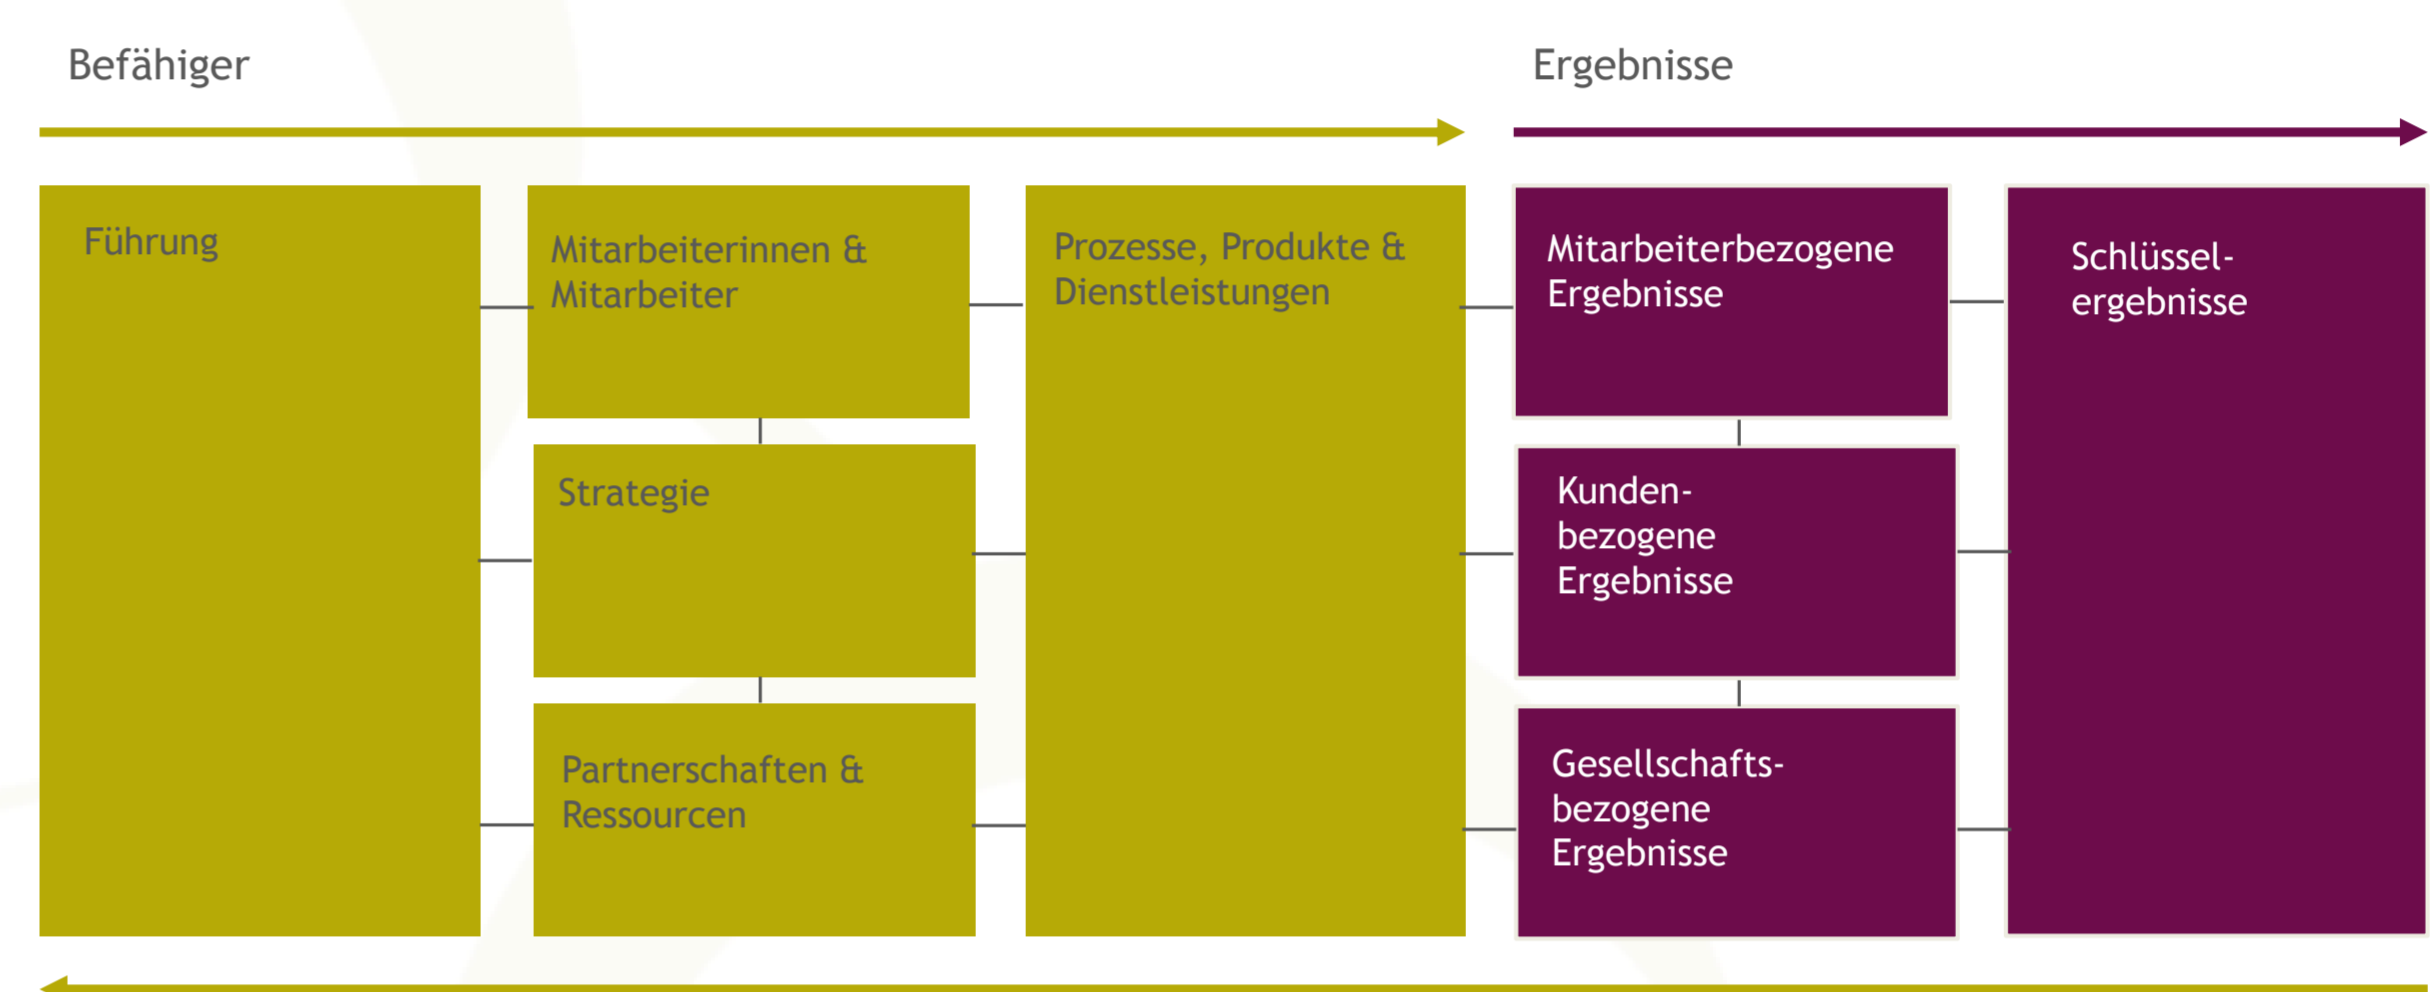 Befähiger
Ergebnisse
Führung
Mitarbeiterinnen &
Mitarbeiter
Prozesse, Produkte &
Dienstleistungen
Mitarbeiterbezogene
Ergebnisse
Schlüssel-
ergebnisse
Strategie
Kunden-
bezogene
Ergebnisse
Partnerschaften &
Ressourcen
Gesellschafts-
bezogene
Ergebnisse